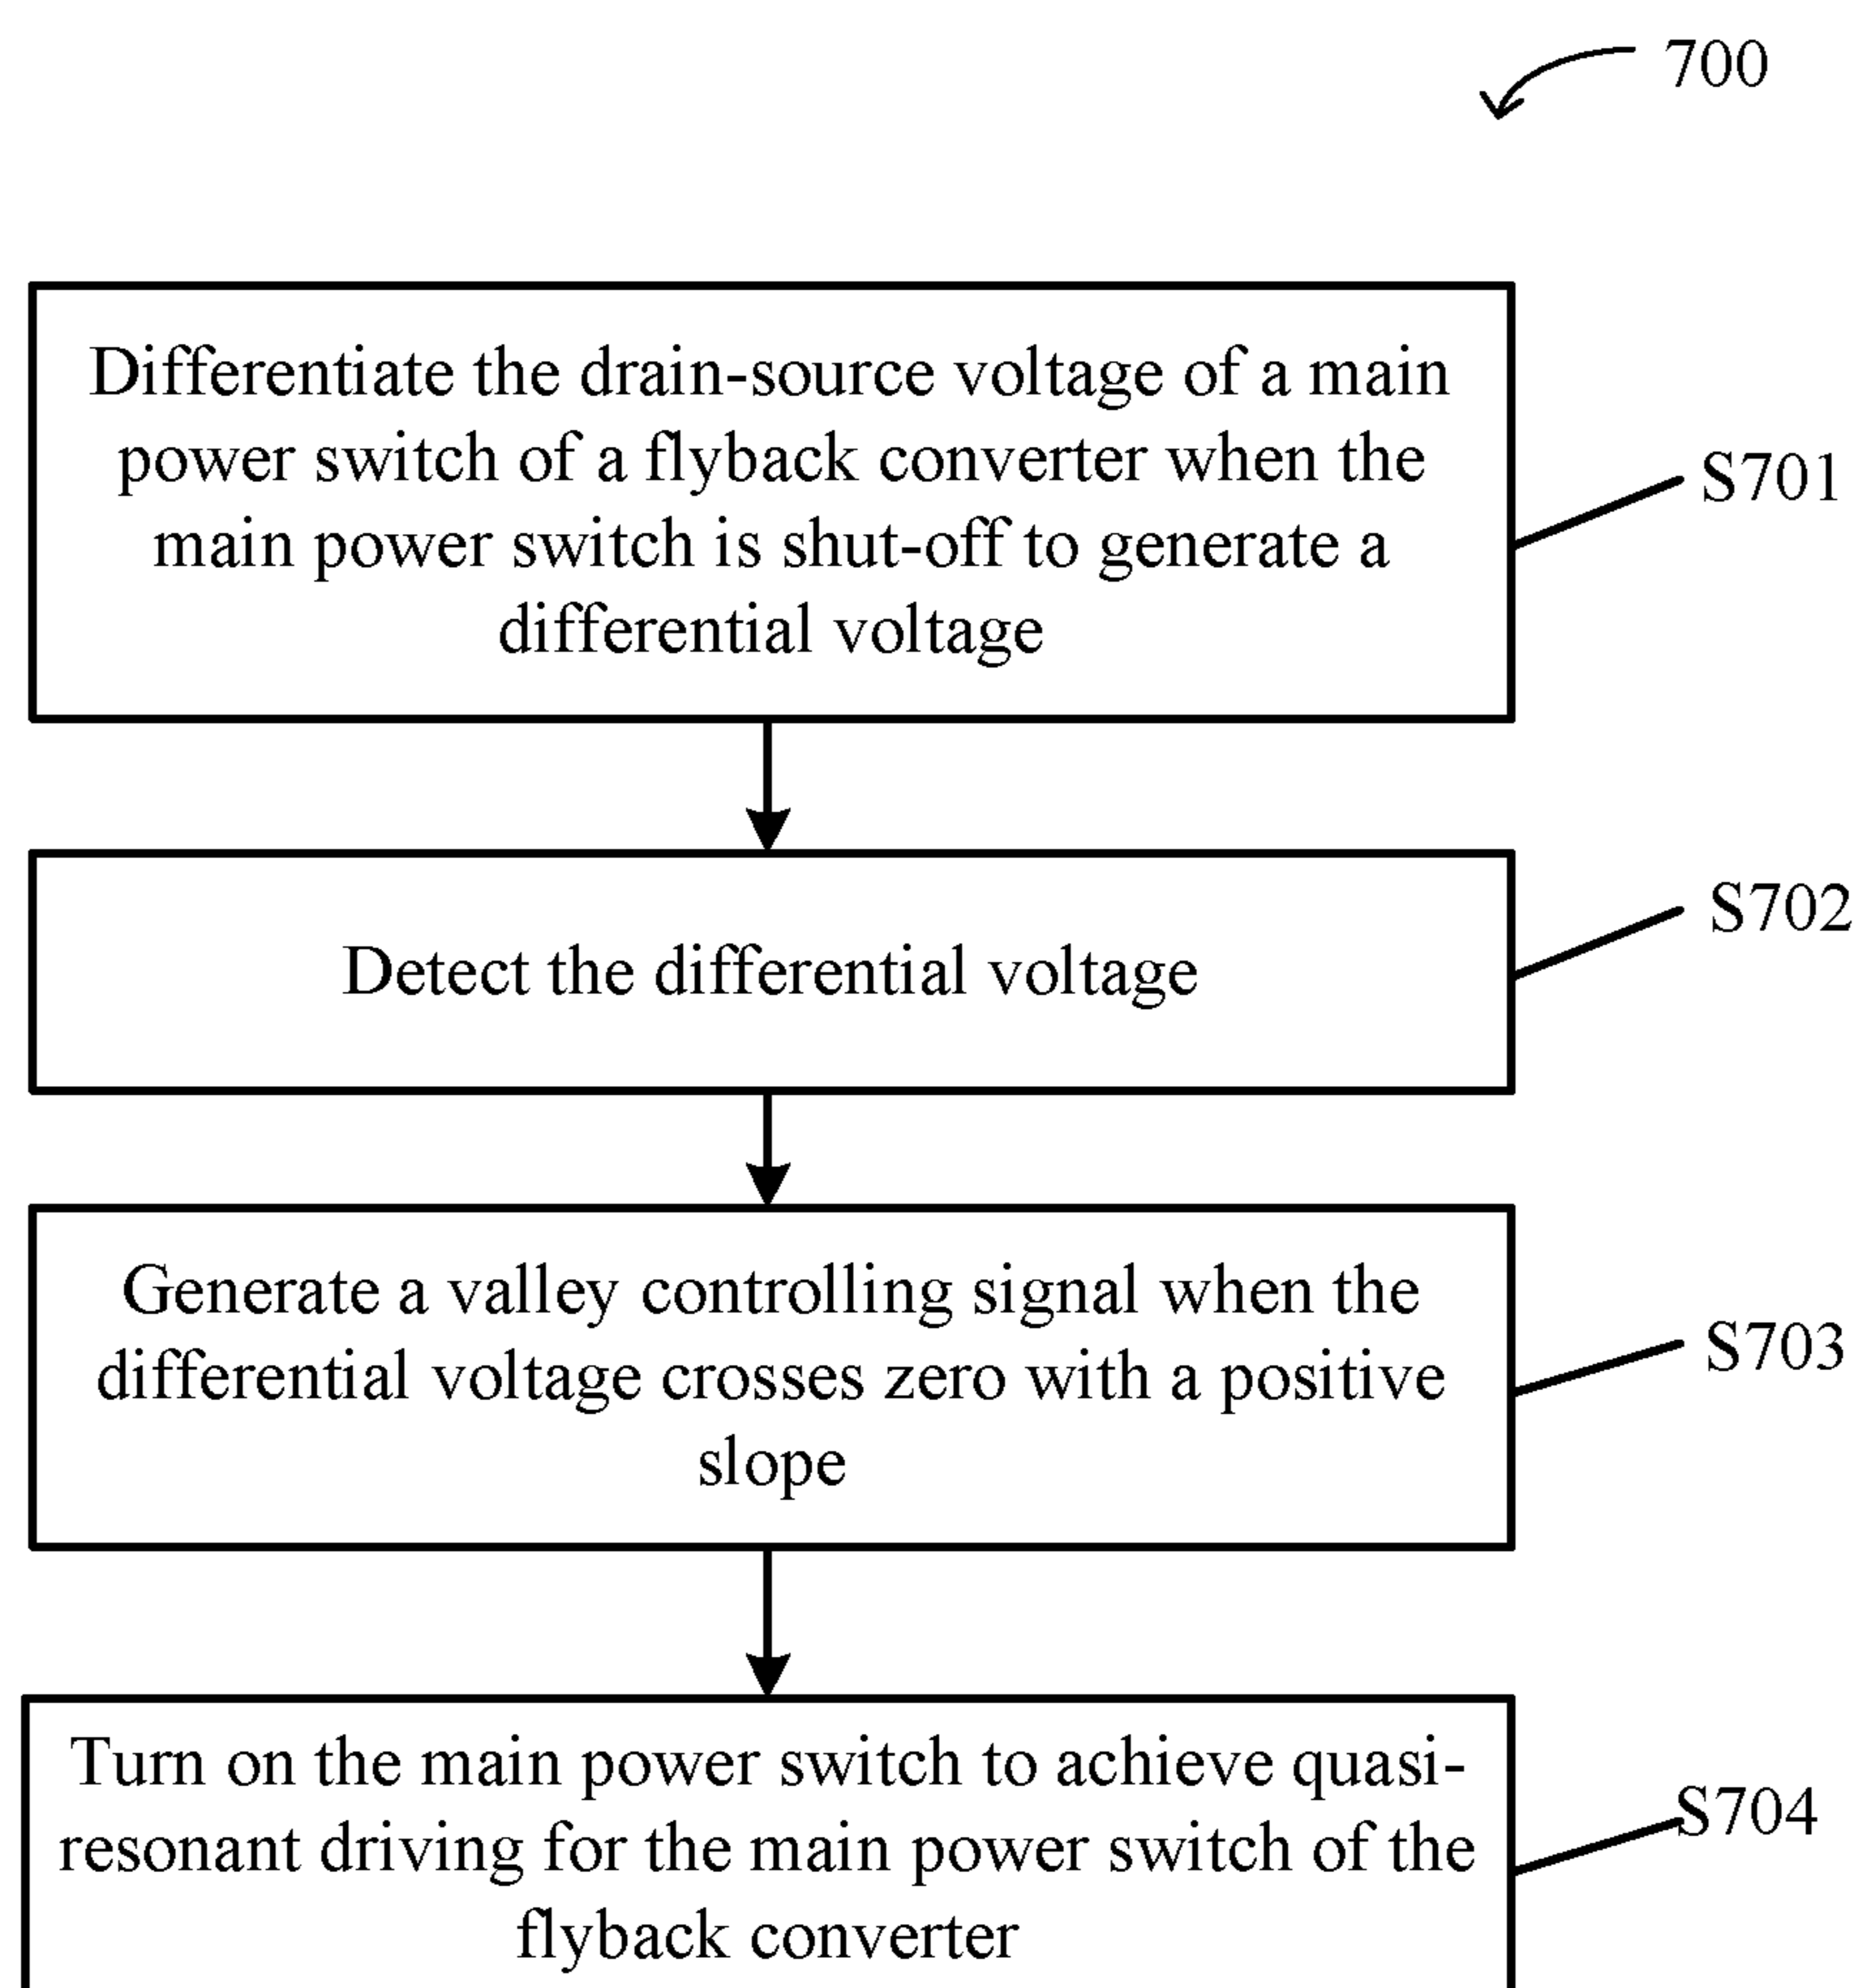 700
Differentiate the drain-source voltage of a main
power switch of a flyback converter when the
main power switch is shut-off to generate a
differential voltage
S701
Detect the differential voltage
S702
Generate a valley controlling signal when the
differential voltage crosses zero with a positive
slope
S703
Turn on the main power switch to achieve quasi-
resonant driving for the main power switch of the
flyback converter
S704